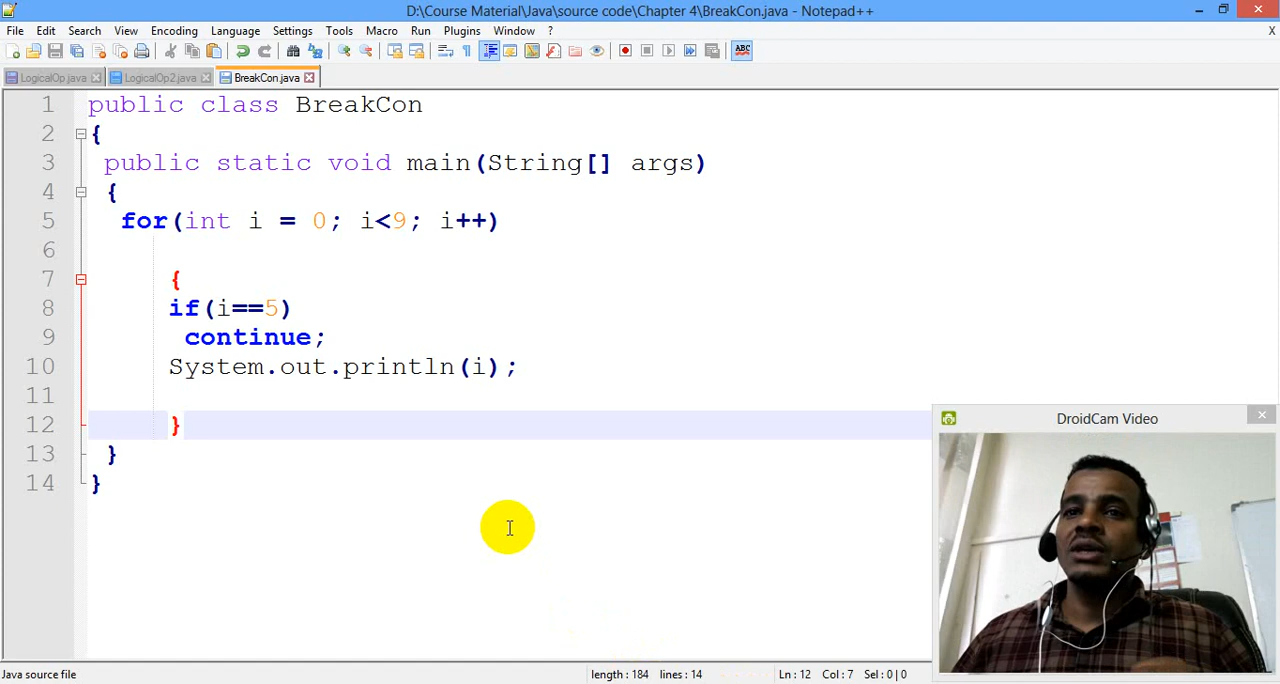 D:\Course Material\Java\source code\Chapter 4\BreakCon.java - Notepad++
File Edit Search View Encoding Language Settings Tools Macro Run Plugins Window ? X
ABC
LogicalOp.java LogicalOp2.java BreakCon.java
1 public class BreakCon
2 {
3 public static void main(String[] args)
4 {
5 for(int i = 0; i<9; i++)
6
7 {
8 if(i==5)
9 continue;
10 System.out.println(i);
11
12 }
13 }
14 }
DroidCam Video
Java source file length : 184 lines : 14 Ln : 12 Col : 7 Sel : 0 | 0